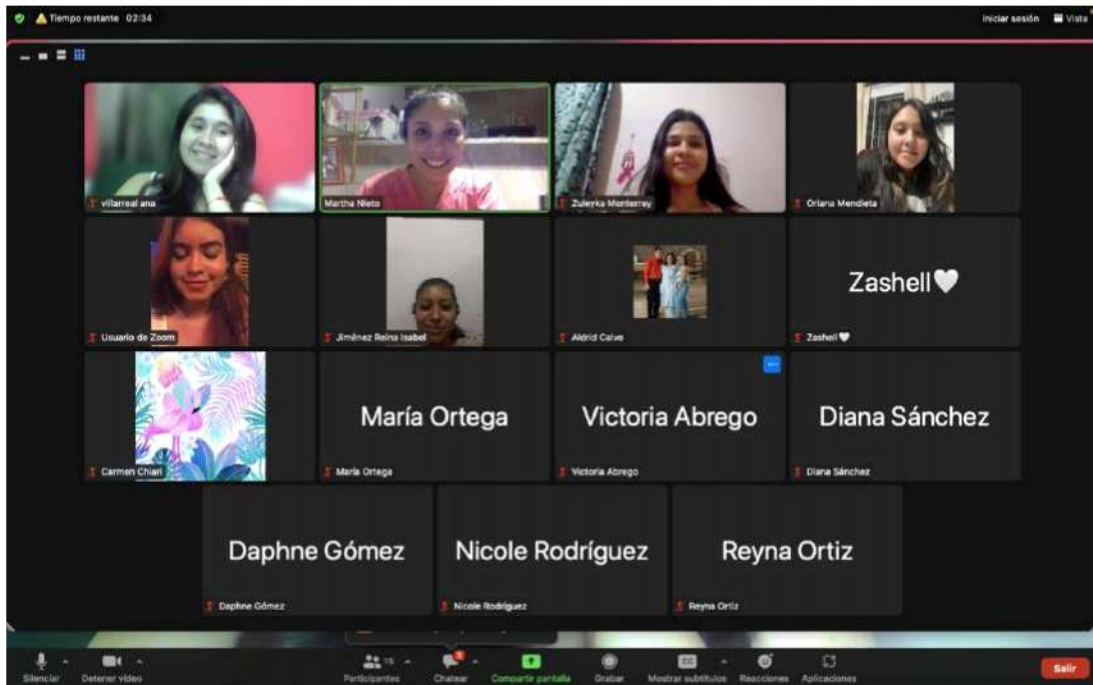 Tiempo restante 02:34
Iniciar sesión
Vista
villarreal ana
Martha Nieto
Zuleyka Monterrey
Oriana Mendieta
Usuario de Zoom
Jiménez Reina Isabel
Aldrid Calvo
Zashell🤍
Zashell🤍
Carmen Chiari
María Ortega
María Ortega
Victoria Abrego
Victoria Abrego
Diana Sánchez
Diana Sánchez
Daphne Gómez
Daphne Gómez
Nicole Rodríguez
Nicole Rodríguez
Reyna Ortiz
Reyna Ortiz
Silenciar
Detener video
15
Participantes
Chatear
Compartir pantalla
Grabar
CC
Mostrar subtítulos
Reacciones
Aplicaciones
Salir